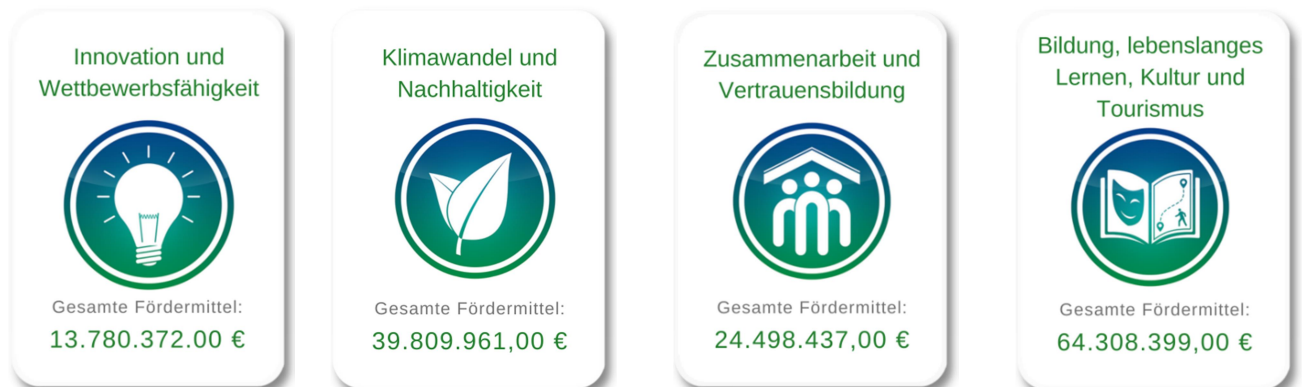 Innovation und
Wettbewerbsfähigkeit
Gesamte Fördermittel:
13.780.372.00 €
Klimawandel und
Nachhaltigkeit
Gesamte Fördermittel:
39.809.961,00 €
Zusammenarbeit und
Vertrauensbildung
Gesamte Fördermittel:
24.498.437,00 €
Bildung, lebenslanges
Lernen, Kultur und
Tourismus
Gesamte Fördermittel:
64.308.399,00 €